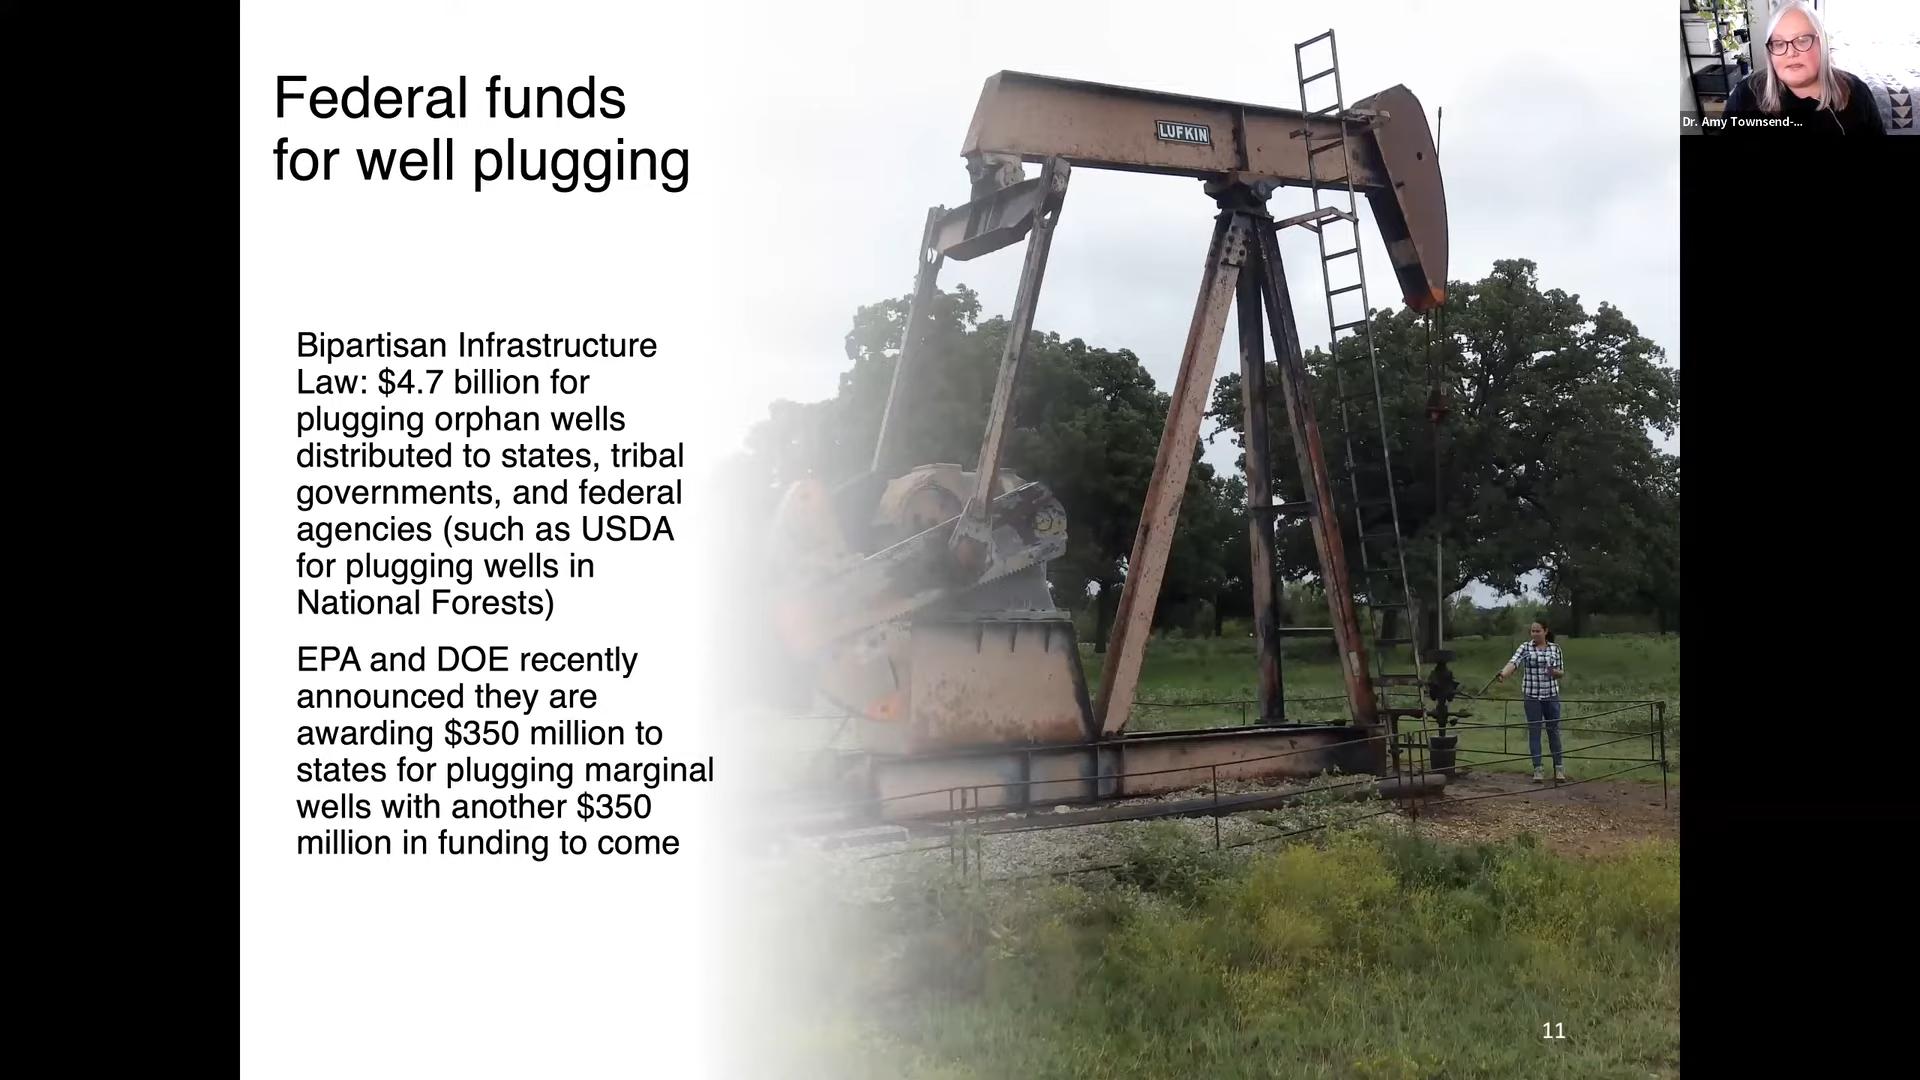 Federal funds
for well plugging
Bipartisan Infrastructure
Law: $4.7 billion for
plugging orphan wells
distributed to states, tribal
governments, and federal
agencies (such as USDA
for plugging wells in
National Forests)
EPA and DOE recently
announced they are
awarding $350 million to
states for plugging marginal
wells with another $350
million in funding to come
LUFKIN
11
Dr. Amy Townsend-...